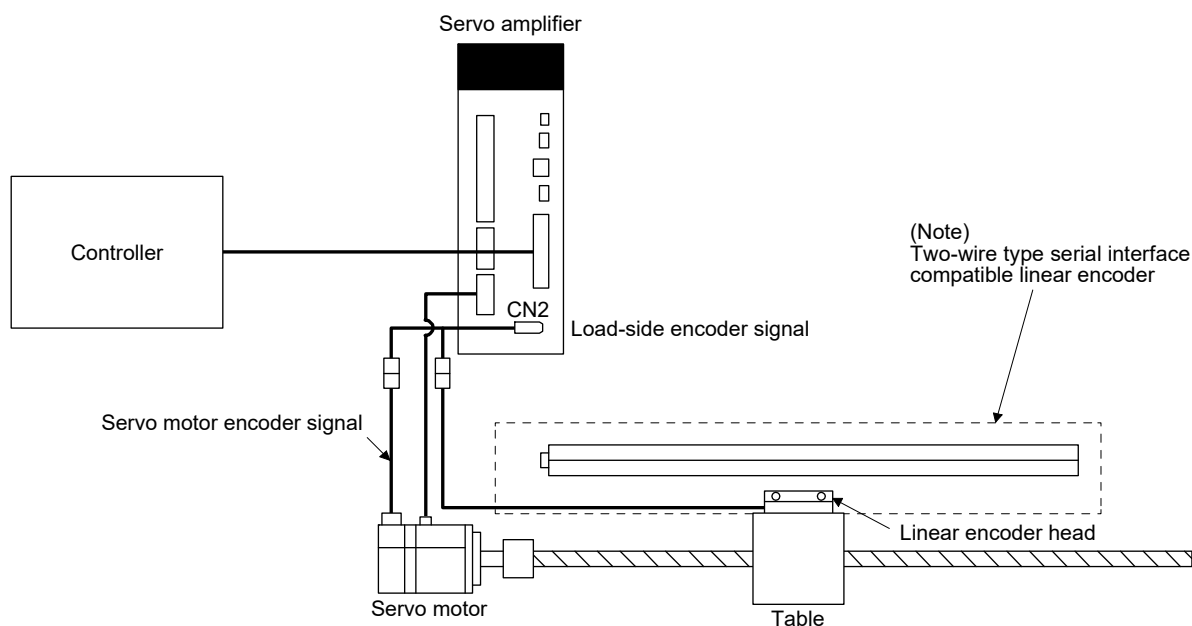 Servo amplifier
Controller
(Note)
Two-wire type serial interface
compatible linear encoder
CN2
Load-side encoder signal
Servo motor encoder signal
Linear encoder head
Servo motor
Table